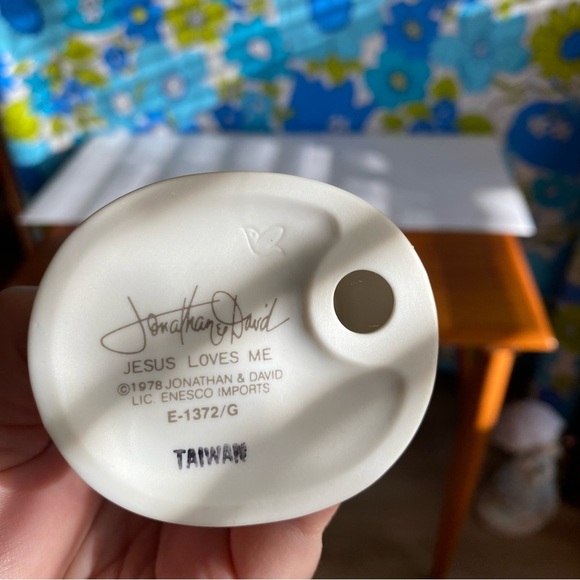 Jonathan & David
JESUS LOVES ME
©1978 JONATHAN & DAVID
LIC. ENESCO IMPORTS
E-1372/G
TAIWAN